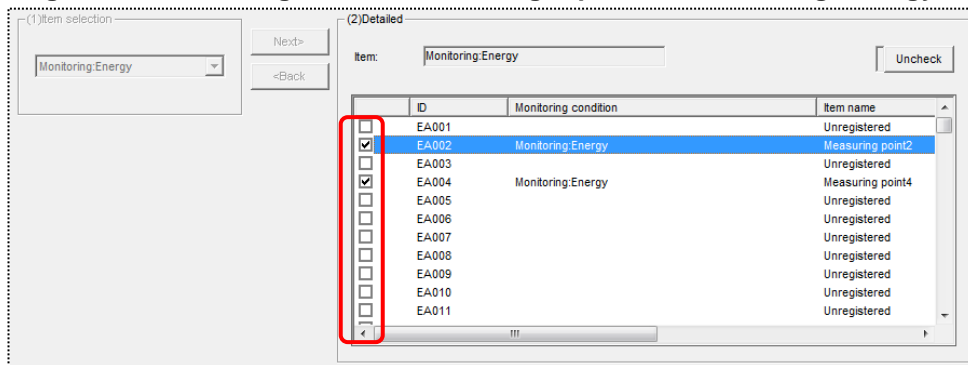 (1)Item selection
Monitoring:Energy
Next>
<Back
(2)Detailed
Item: Monitoring:Energy Uncheck
ID Monitoring condition Item name
EA001 Unregistered
EA002 Monitoring:Energy Measuring point2
EA003 Unregistered
EA004 Monitoring:Energy Measuring point4
EA005 Unregistered
EA006 Unregistered
EA007 Unregistered
EA008 Unregistered
EA009 Unregistered
EA010 Unregistered
EA011 Unregistered